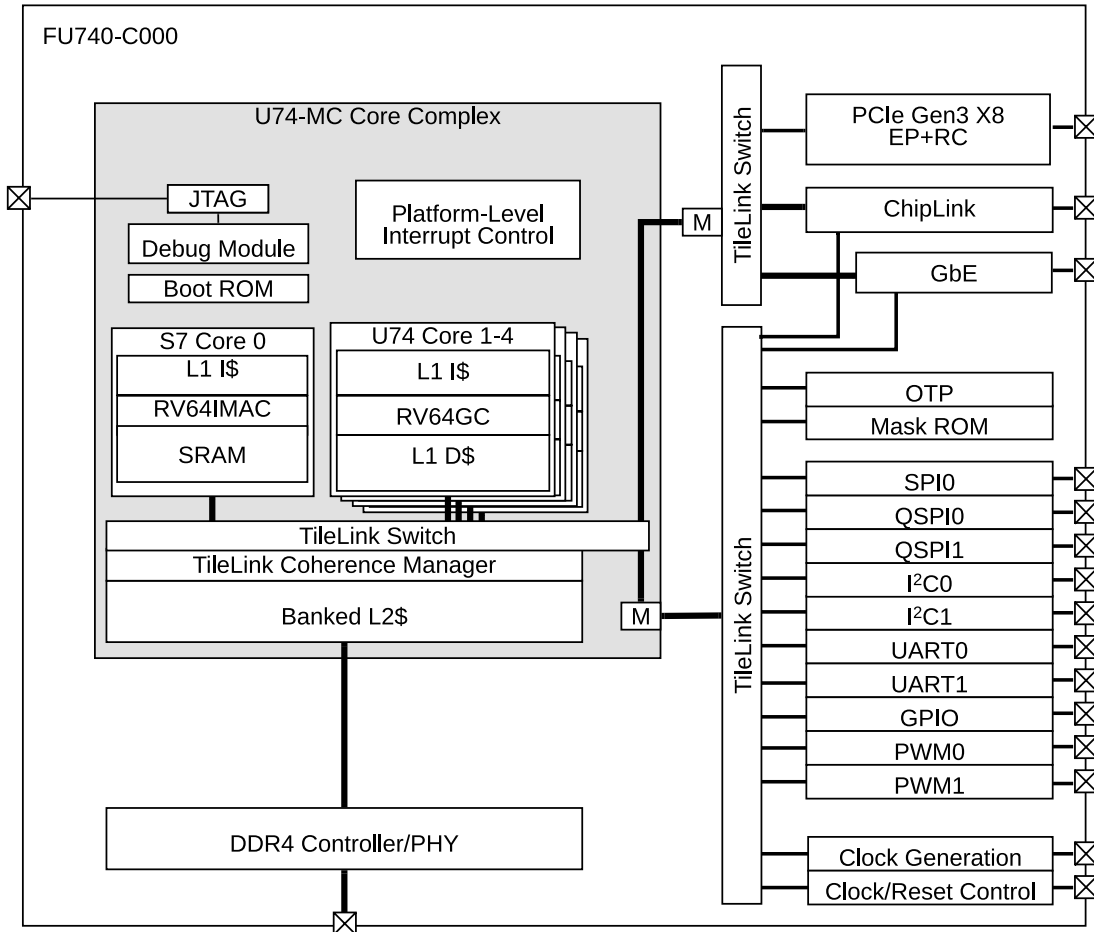 FU740-C000
U74-MC Core Complex
JTAG
Debug Module
Boot ROM
Platform-Level
Interrupt Control
S7 Core 0
L1 I$
RV64IMAC
SRAM
U74 Core 1-4
L1 I$
RV64GC
L1 D$
TileLink Switch
TileLink Coherence Manager
Banked L2$
M
M
DDR4 Controller/PHY
TileLink Switch
PCIe Gen3 X8
EP+RC
ChipLink
GbE
TileLink Switch
OTP
Mask ROM
SPI0
QSPI0
QSPI1
I²C0
I²C1
UART0
UART1
GPIO
PWM0
PWM1
Clock Generation
Clock/Reset Control